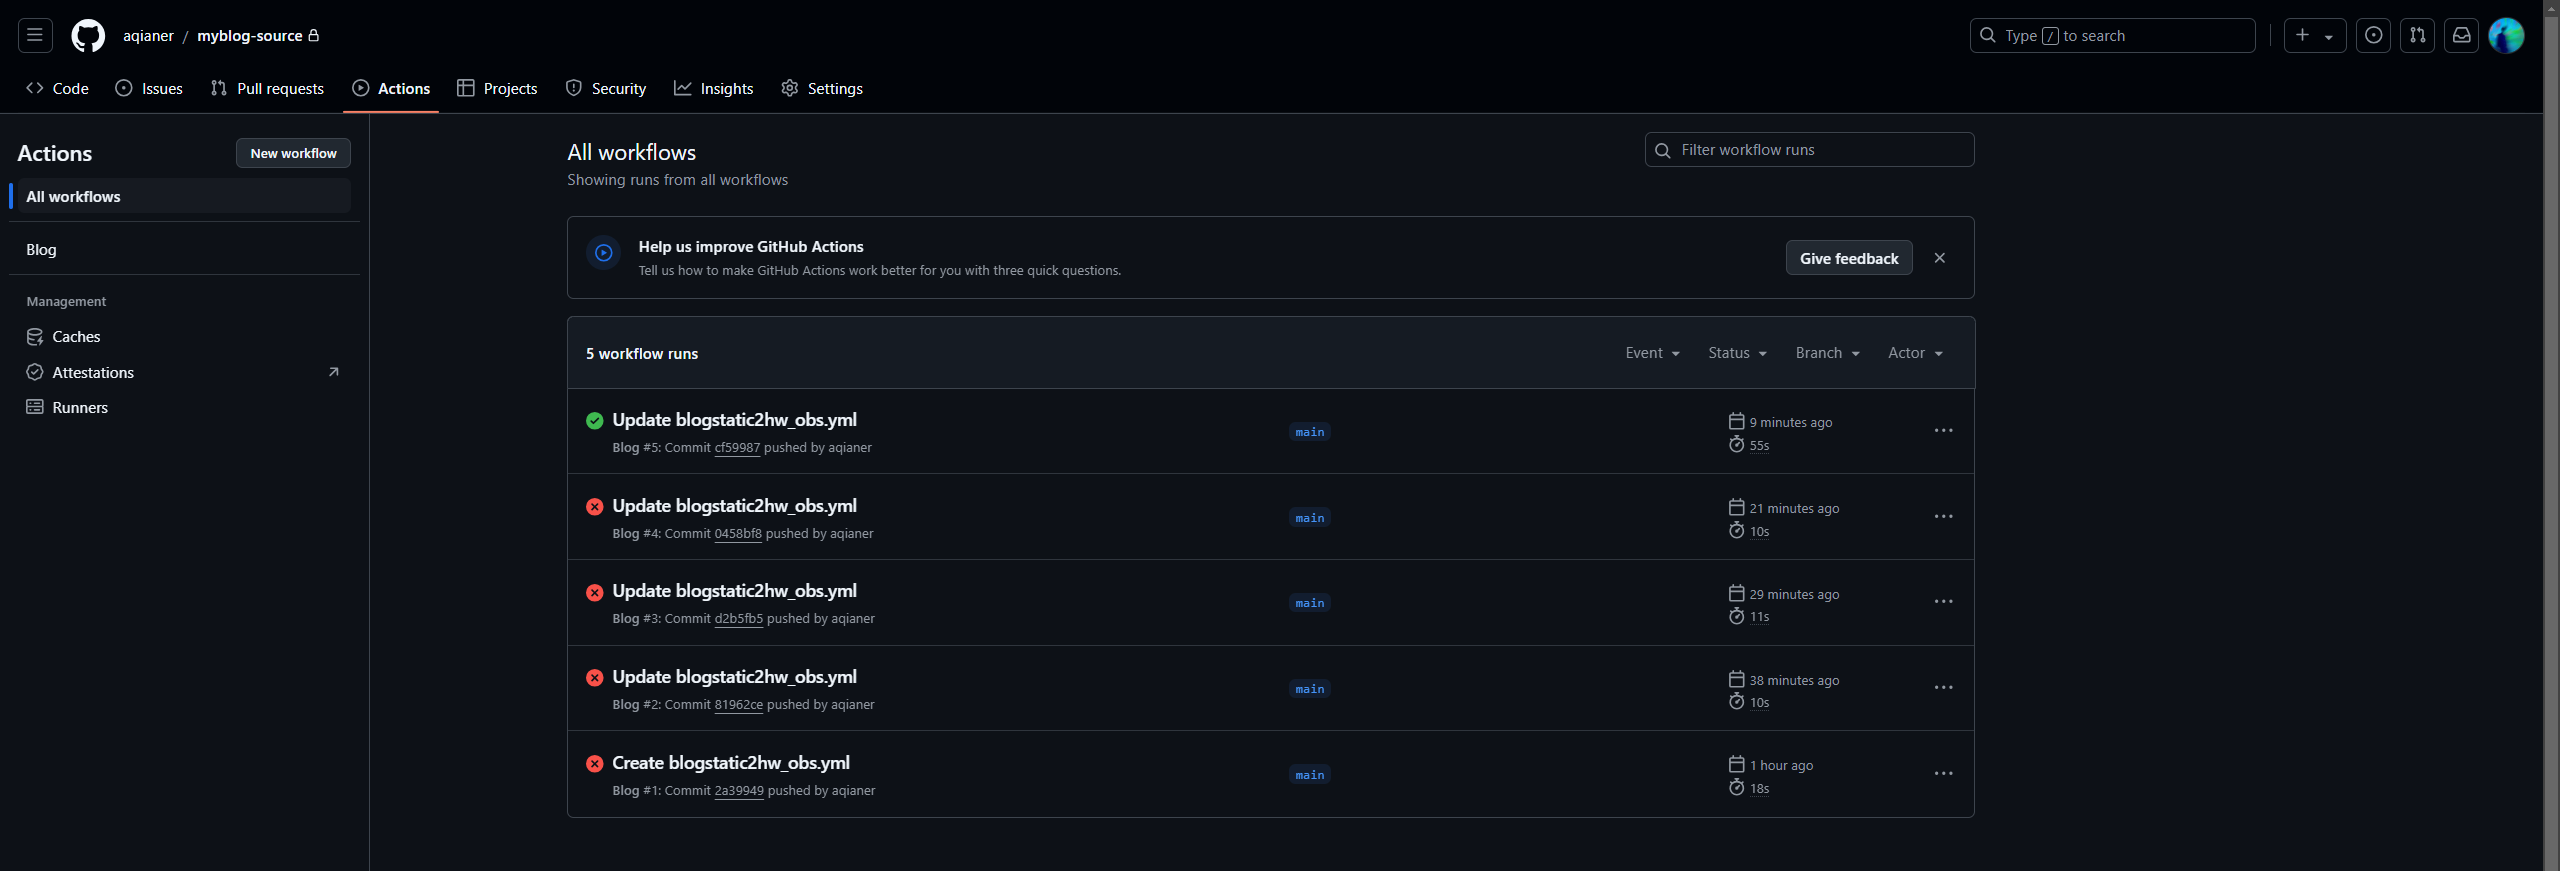 aqianer / myblog-source
Type / to search
Code
Issues
Pull requests
Actions
Projects
Security
Insights
Settings
Actions
New workflow
All workflows
Blog
Management
Caches
Attestations
Runners
All workflows
Showing runs from all workflows
Filter workflow runs
Help us improve GitHub Actions
Tell us how to make GitHub Actions work better for you with three quick questions.
Give feedback
5 workflow runs
Event
Status
Branch
Actor
Update blogstatic2hw_obs.yml
Blog #5: Commit cf59987 pushed by aqianer
main
9 minutes ago
55s
Update blogstatic2hw_obs.yml
Blog #4: Commit 0458bf8 pushed by aqianer
main
21 minutes ago
10s
Update blogstatic2hw_obs.yml
Blog #3: Commit d2b5fb5 pushed by aqianer
main
29 minutes ago
11s
Update blogstatic2hw_obs.yml
Blog #2: Commit 81962ce pushed by aqianer
main
38 minutes ago
10s
Create blogstatic2hw_obs.yml
Blog #1: Commit 2a39949 pushed by aqianer
main
1 hour ago
18s